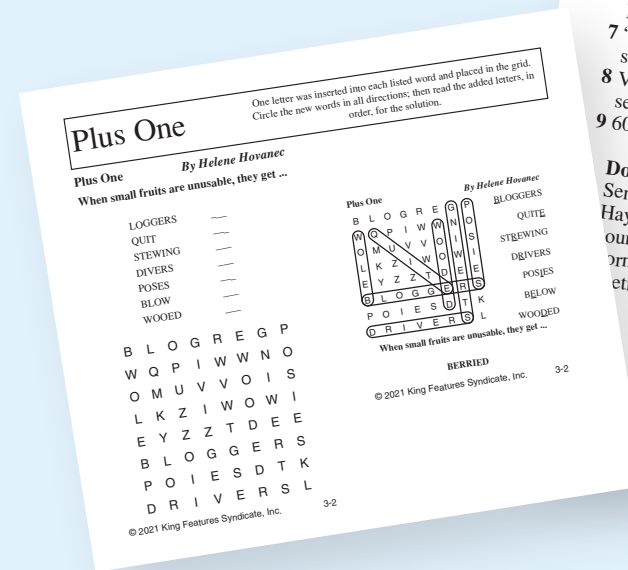 Plus One
One letter was inserted into each listed word and placed in the grid.
Circle the new words in all directions; then read the added letters, in
order, for the solution.
Plus One
By Helene Hovanec
When small fruits are unusable, they get ...
LOGGERS
QUIT
STEWING
DIVERS
POSES
BLOW
WOOED
B L O G R E G P
W Q P I W W N O
O M U V V O I S
L K Z I W O W I
E Y Z Z T D E E
B L O G G E R S
P O I E S D T K
D R I V E R S L
© 2021 King Features Syndicate, Inc.
3-2
Plus One
By Helene Hovanec
B L O G R E G P
W Q P I W W N O
O M U V V O I S
L K Z I W O W I
E Y Z Z T D E E
B L O G G E R S
P O I E S D T K
D R I V E R S L
BLOGGERS
QUITE
STREWING
DRIVERS
POSIES
BELOW
WOODED
When small fruits are unusable, they get ...
BERRIED
© 2021 King Features Syndicate, Inc.
3-2
7
8
9 60